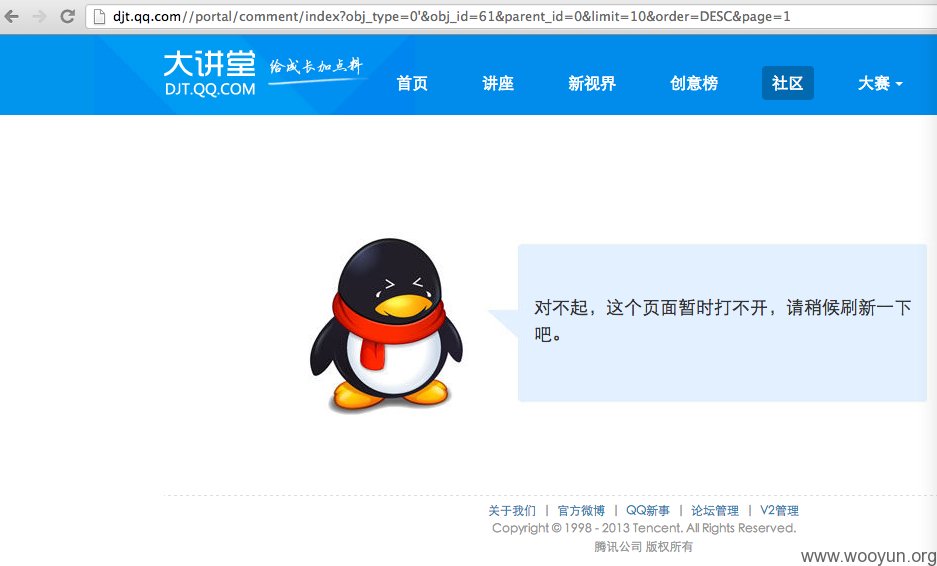 djt.qq.com//portal/comment/index?obj_type=0'&obj_id=61&parent_id=0&limit=10&order=DESC&page=1
大讲堂 给成长加点料
DJT.QQ.COM
首页 讲座 新视界 创意榜 社区 大赛
对不起，这个页面暂时打不开，请稍候刷新一下
吧。
关于我们 | 官方微博 | QQ新事 | 论坛管理 | V2管理
Copyright © 1998 - 2013 Tencent. All Rights Reserved.
腾讯公司 版权所有
www.wooyun.org